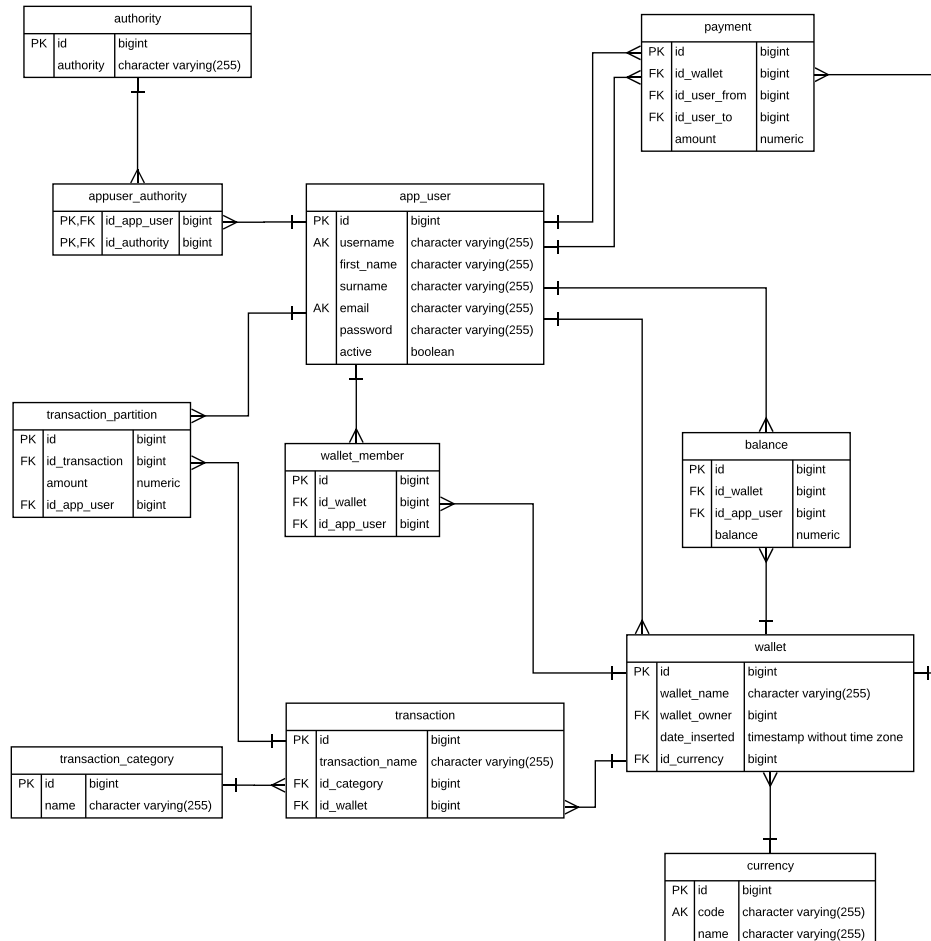 authority
PK id bigint
authority character varying(255)
payment
PK id bigint
FK id_wallet bigint
FK id_user_from bigint
FK id_user_to bigint
amount numeric
appuser_authority
PK,FK id_app_user bigint
PK,FK id_authority bigint
app_user
PK id bigint
AK username character varying(255)
first_name character varying(255)
surname character varying(255)
AK email character varying(255)
password character varying(255)
active boolean
transaction_partition
PK id bigint
FK id_transaction bigint
amount numeric
FK id_app_user bigint
wallet_member
PK id bigint
FK id_wallet bigint
FK id_app_user bigint
balance
PK id bigint
FK id_wallet bigint
FK id_app_user bigint
balance numeric
wallet
PK id bigint
wallet_name character varying(255)
FK wallet_owner bigint
date_inserted timestamp without time zone
FK id_currency bigint
transaction
PK id bigint
transaction_name character varying(255)
FK id_category bigint
FK id_wallet bigint
transaction_category
PK id bigint
name character varying(255)
currency
PK id bigint
AK code character varying(255)
name character varying(255)